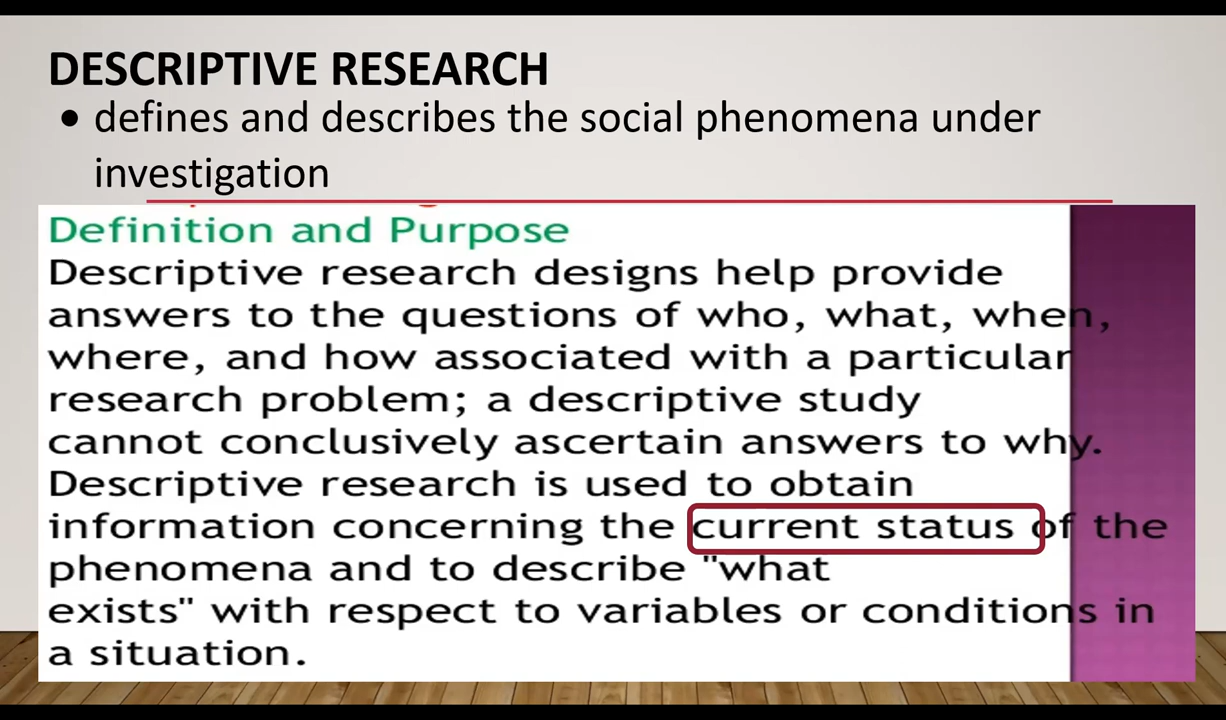 DESCRIPTIVE RESEARCH
• defines and describes the social phenomena under
investigation
Definition and Purpose
Descriptive research designs help provide
answers to the questions of who, what, when,
where, and how associated with a particular
research problem; a descriptive study
cannot conclusively ascertain answers to why.
Descriptive research is used to obtain
information concerning the current status of the
phenomena and to describe "what
exists" with respect to variables or conditions in
a situation.